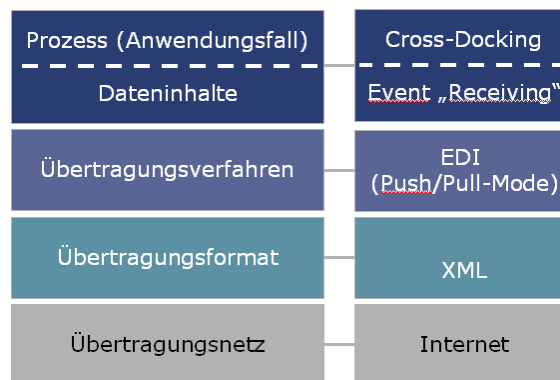 Prozess (Anwendungsfall)
Dateninhalte
Cross-Docking
Event „Receiving“
Übertragungsverfahren
EDI
(Push/Pull-Mode)
Übertragungsformat
XML
Übertragungsnetz
Internet